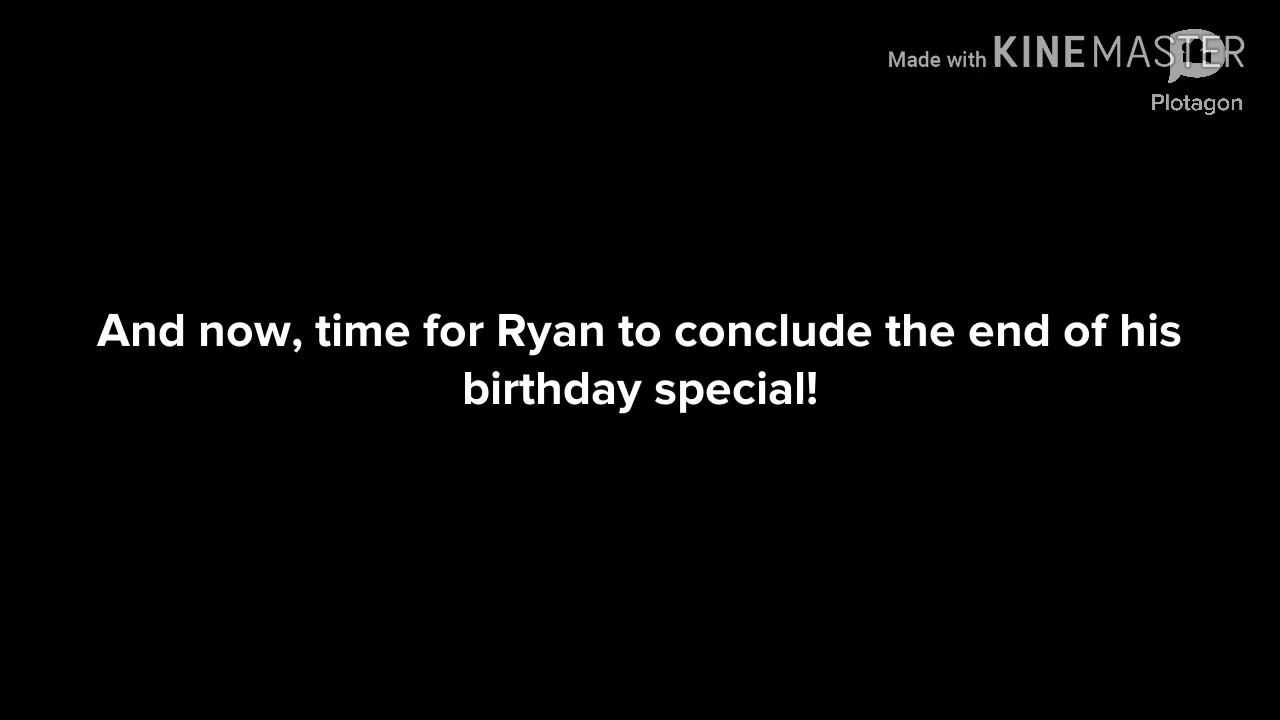 Made with KINEMASTER
Plotagon
And now, time for Ryan to conclude the end of his
birthday special!